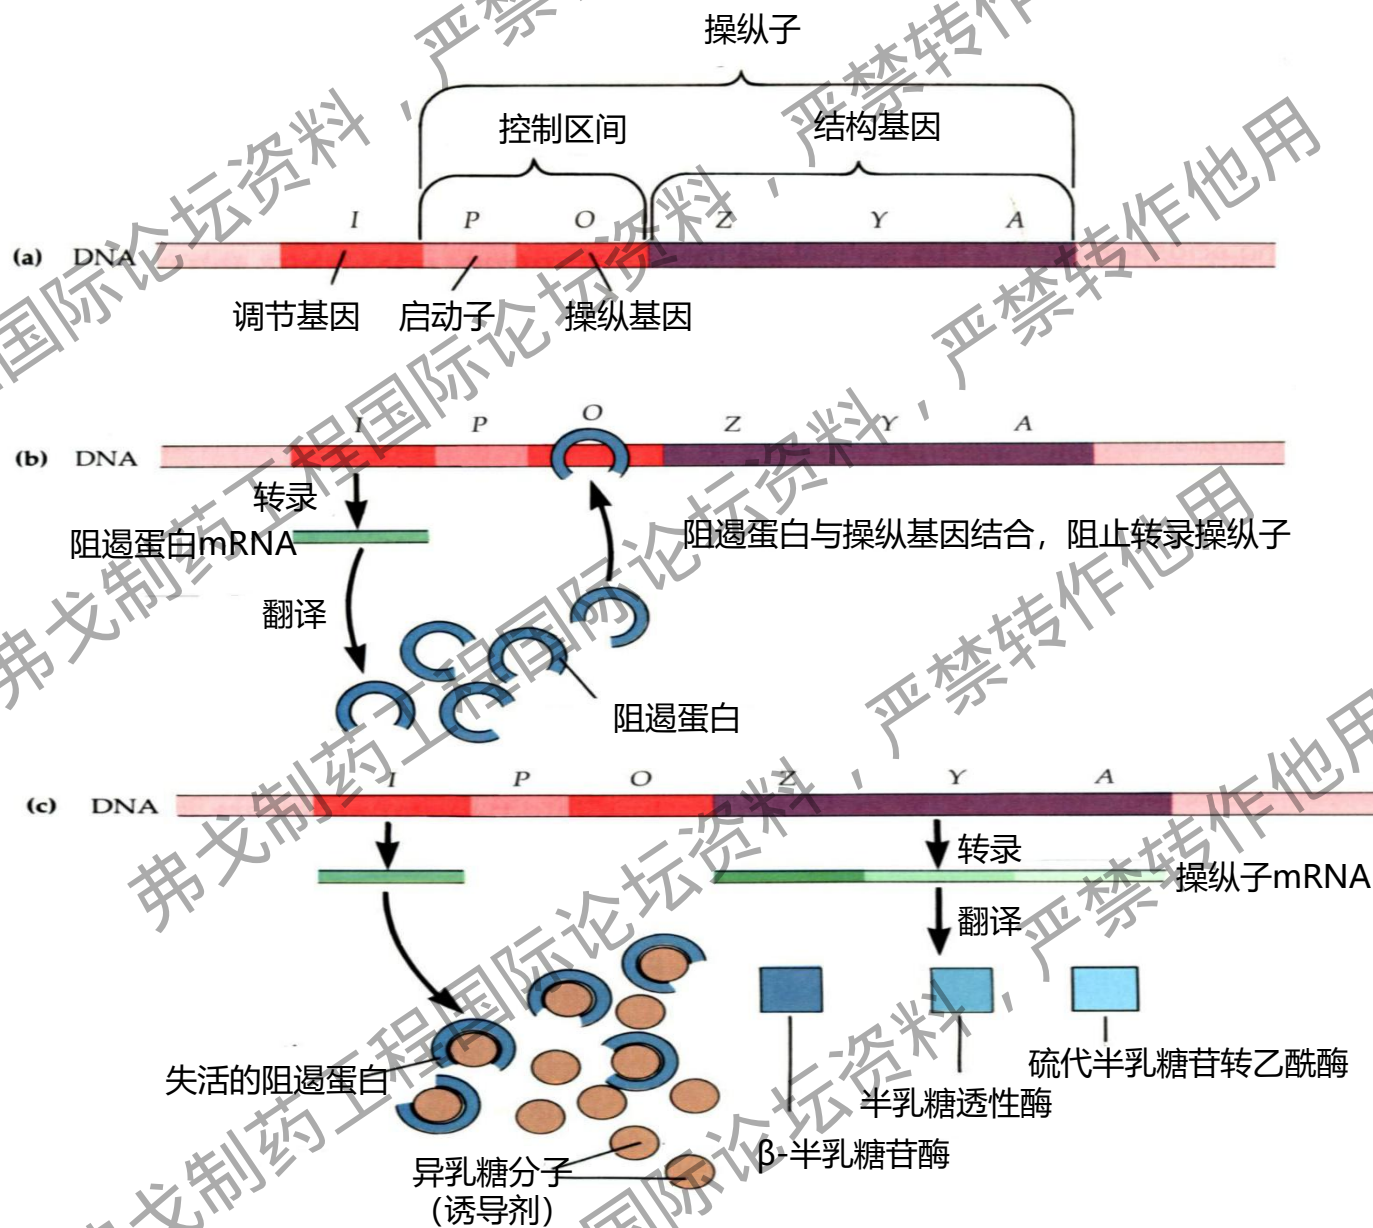 操纵子
控制区间
结构基因
I P O Z Y A
(a) DNA
调节基因 启动子 操纵基因
I P O Z Y A
(b) DNA
转录
阻遏蛋白mRNA
阻遏蛋白与操纵基因结合，阻止转录操纵子
翻译
阻遏蛋白
I P O Z Y A
(c) DNA
转录
操纵子mRNA
翻译
失活的阻遏蛋白
硫代半乳糖苷转乙酰酶
半乳糖透性酶
β-半乳糖苷酶
异乳糖分子
（诱导剂）
弗戈制药工程国际论坛资料，严禁转作他用